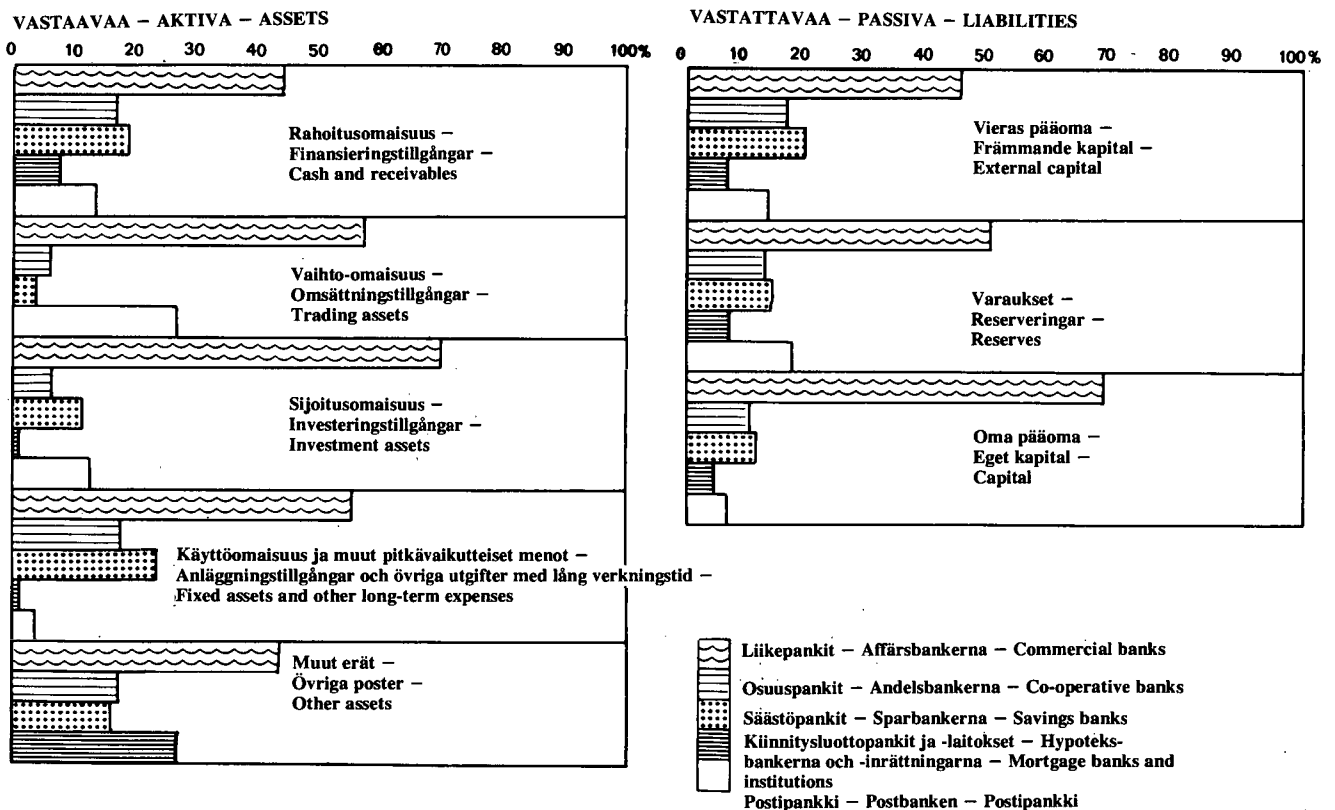 VASTAAVAA – AKTIVA – ASSETS
0 10 20 30 40 50 60 70 80 90 100%
Rahoitusomaisuus –
Finansieringstillgångar –
Cash and receivables
Vaihto-omaisuus –
Omsättningstillgångar –
Trading assets
Sijoitusomaisuus –
Investeringstillgångar –
Investment assets
Käyttöomaisuus ja muut pitkävaikutteiset menot –
Anläggningstillgångar och övriga utgifter med lång verkningstid –
Fixed assets and other long-term expenses
Muut erät –
Övriga poster –
Other assets
VASTATTAVAA – PASSIVA – LIABILITIES
0 10 20 30 40 50 60 70 80 90 100%
Vieras pääoma –
Främmande kapital –
External capital
Varaukset –
Reserveringar –
Reserves
Oma pääoma –
Eget kapital –
Capital
Liikepankit – Affärsbankerna – Commercial banks
Osuuspankit – Andelsbankerna – Co-operative banks
Säästöpankit – Sparbankerna – Savings banks
Kiinnitysluottopankit ja -laitokset – Hypoteks-
bankerna och -inrättningarna – Mortgage banks and
institutions
Postipankki – Postbanken – Postipankki